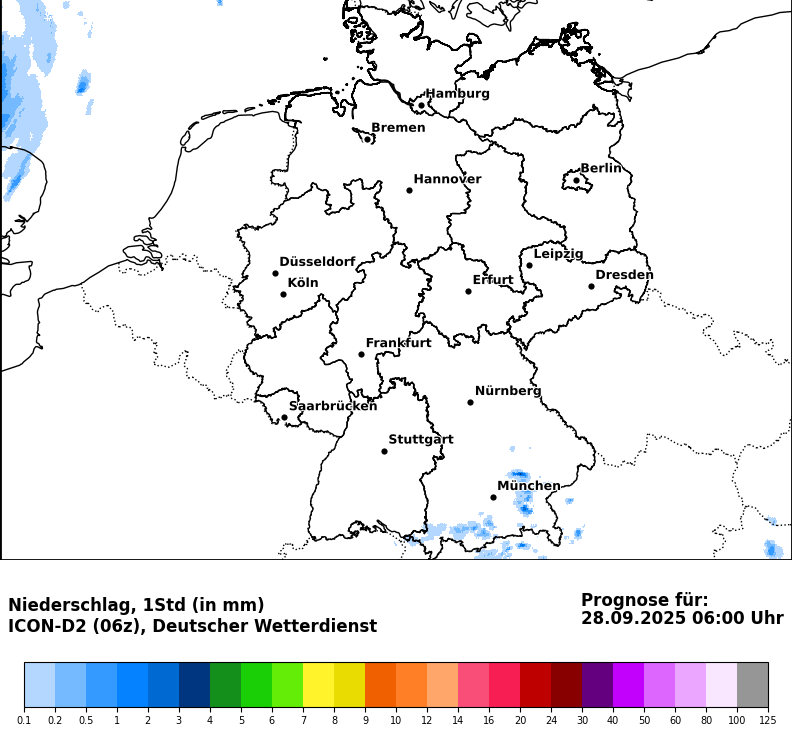 Hamburg
Bremen
Berlin
Hannover
Leipzig
Düsseldorf
Dresden
Köln
Erfurt
Frankfurt
Nürnberg
Saarbrücken
Stuttgart
München
Niederschlag, 1Std (in mm)
ICON-D2 (06z), Deutscher Wetterdienst
Prognose für:
28.09.2025 06:00 Uhr
0.1 0.2 0.5 1 2 3 4 5 6 7 8 9 10 12 14 16 20 24 30 40 50 60 80 100 125